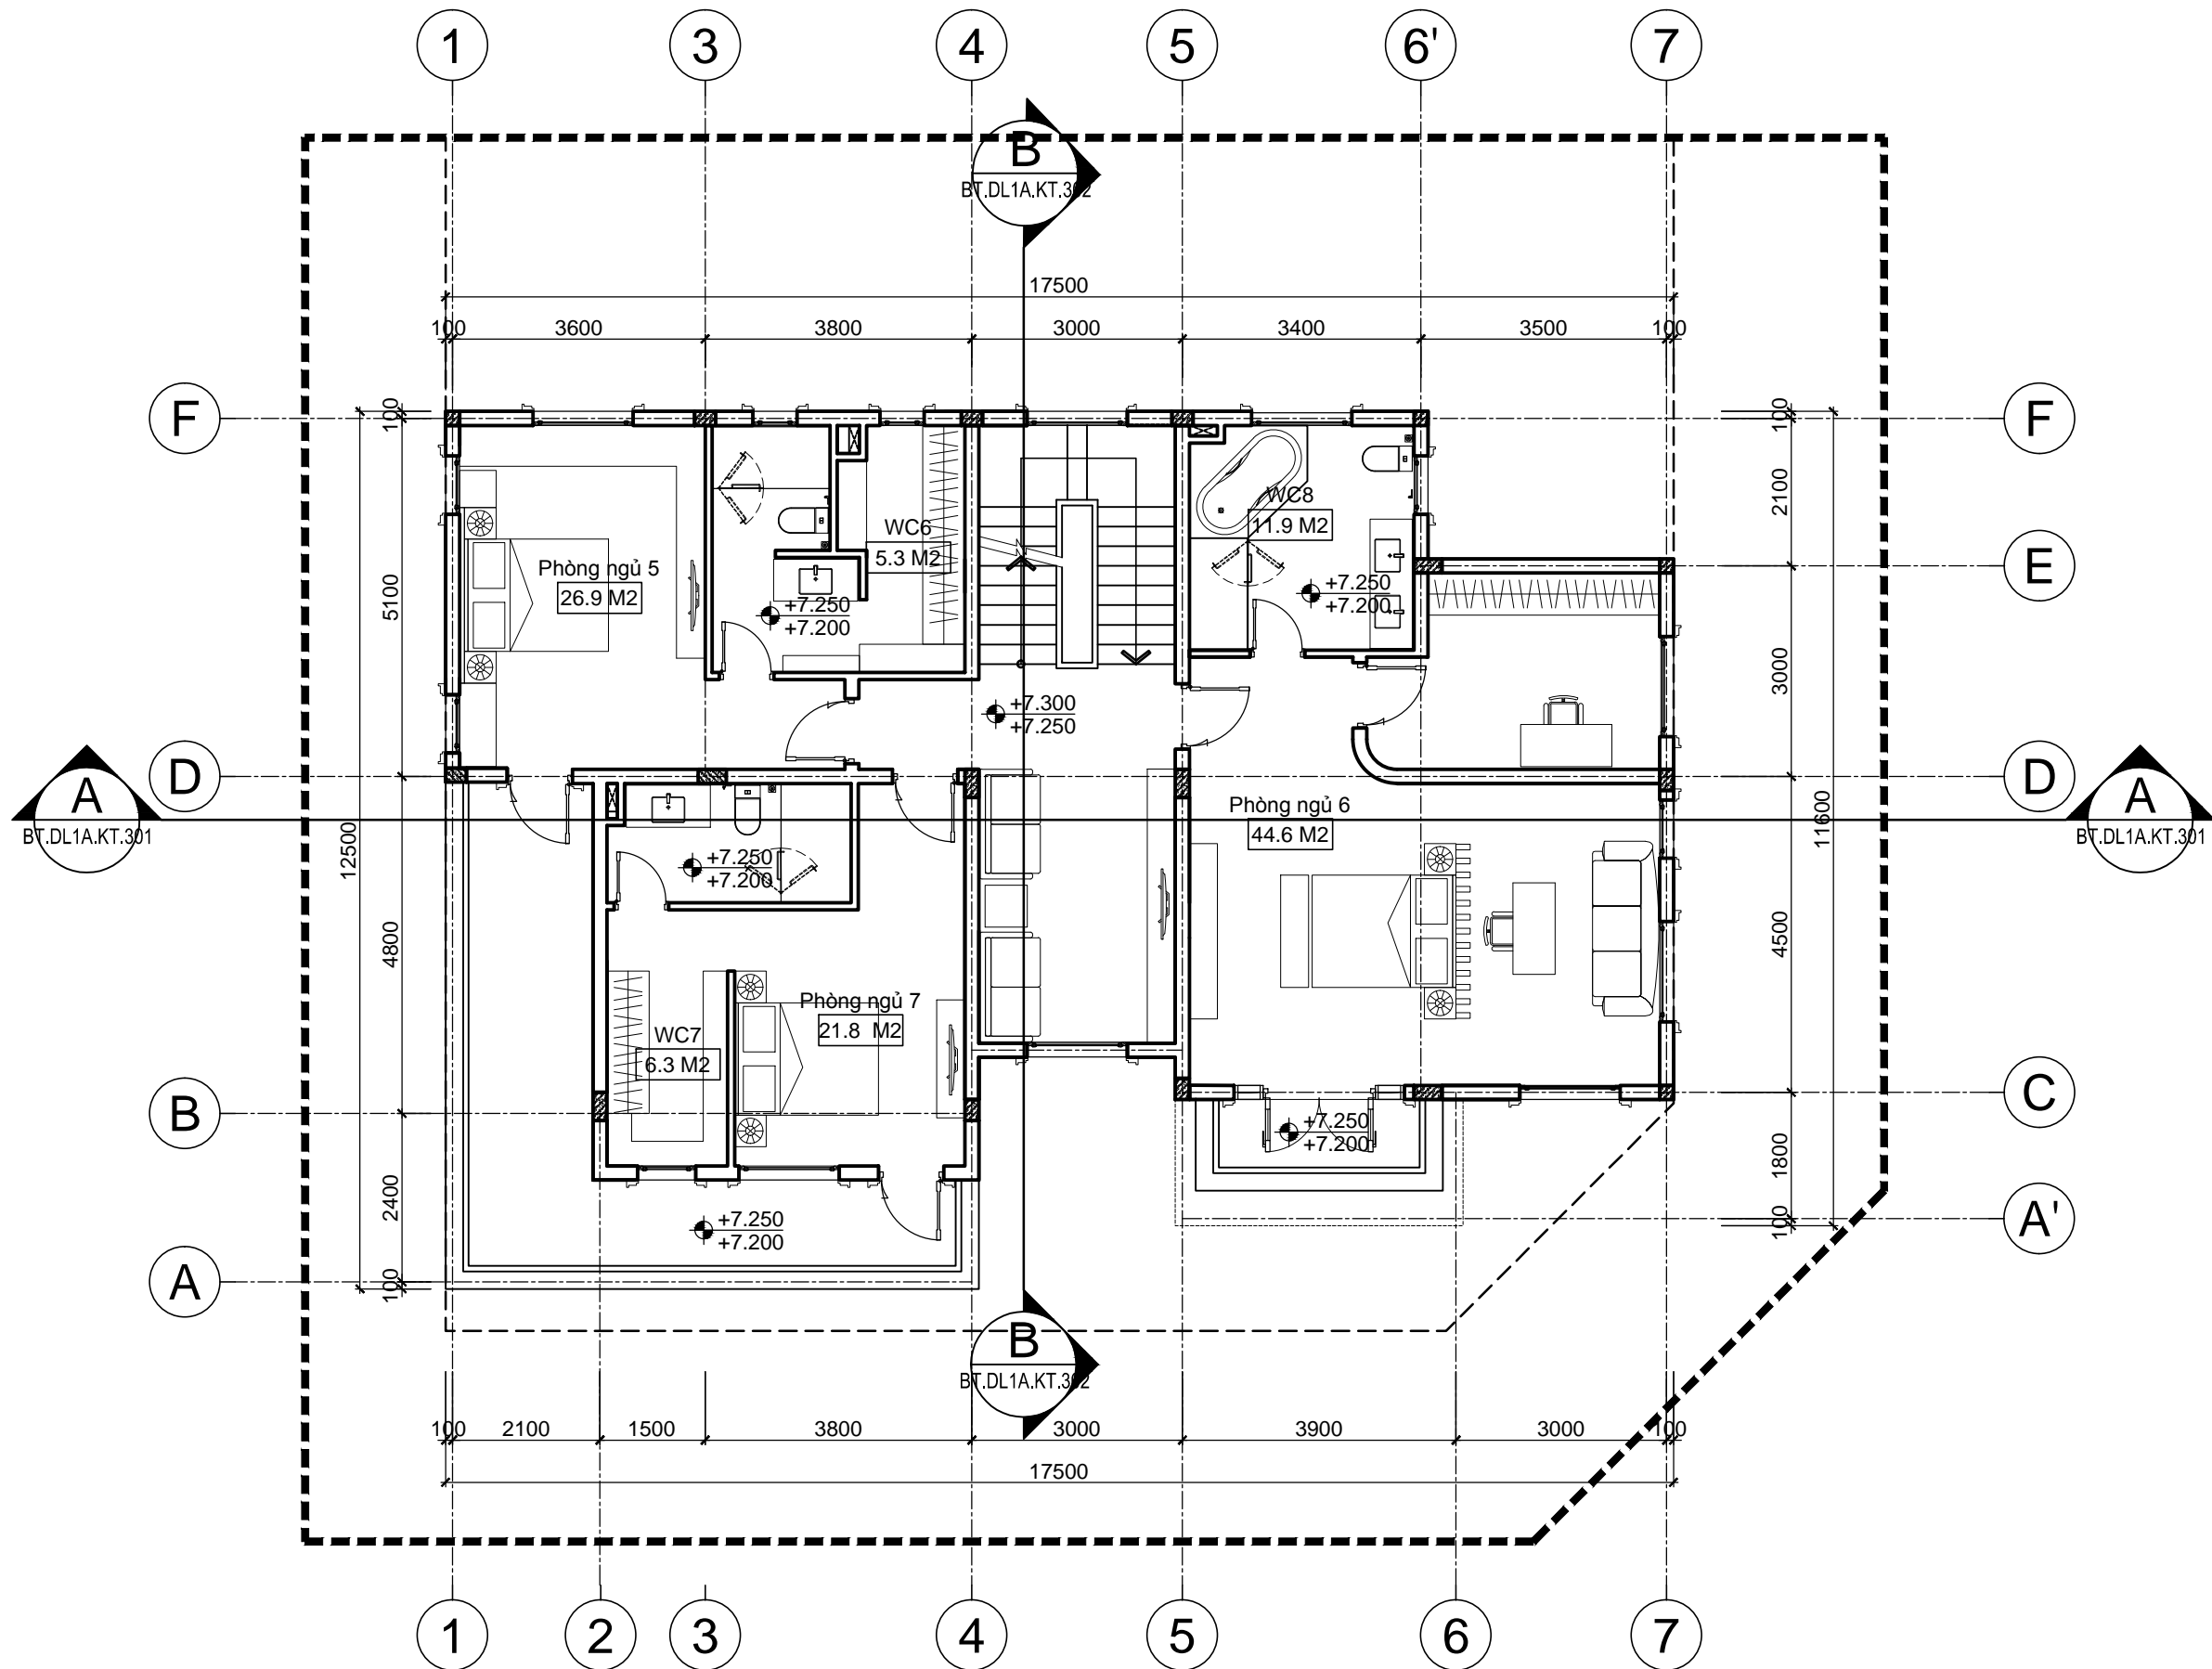 1
3
4
5
6'
7
B
BT.DL1A.KT.302
17500
100
3600
3800
3000
3400
3500
100
F
100
100
F
2100
WC8
11.9 M2
WC6
5.3 M2
Phòng ngủ 5
26.9 M2
E
+7.250
+7.200
+7.250
+7.200
5100
3000
+7.300
+7.250
D
D
A
BT.DL1A.KT.301
A
BT.DL1A.KT.301
Phòng ngủ 6
44.6 M2
12500
11600
+7.250
+7.200
4800
4500
Phòng ngủ 7
21.8 M2
WC7
6.3 M2
B
C
+7.250
+7.200
1800
2400
+7.250
+7.200
A'
100
A
100
B
BT.DL1A.KT.302
100
2100
1500
3800
3000
3900
3000
100
17500
1
2
3
4
5
6
7